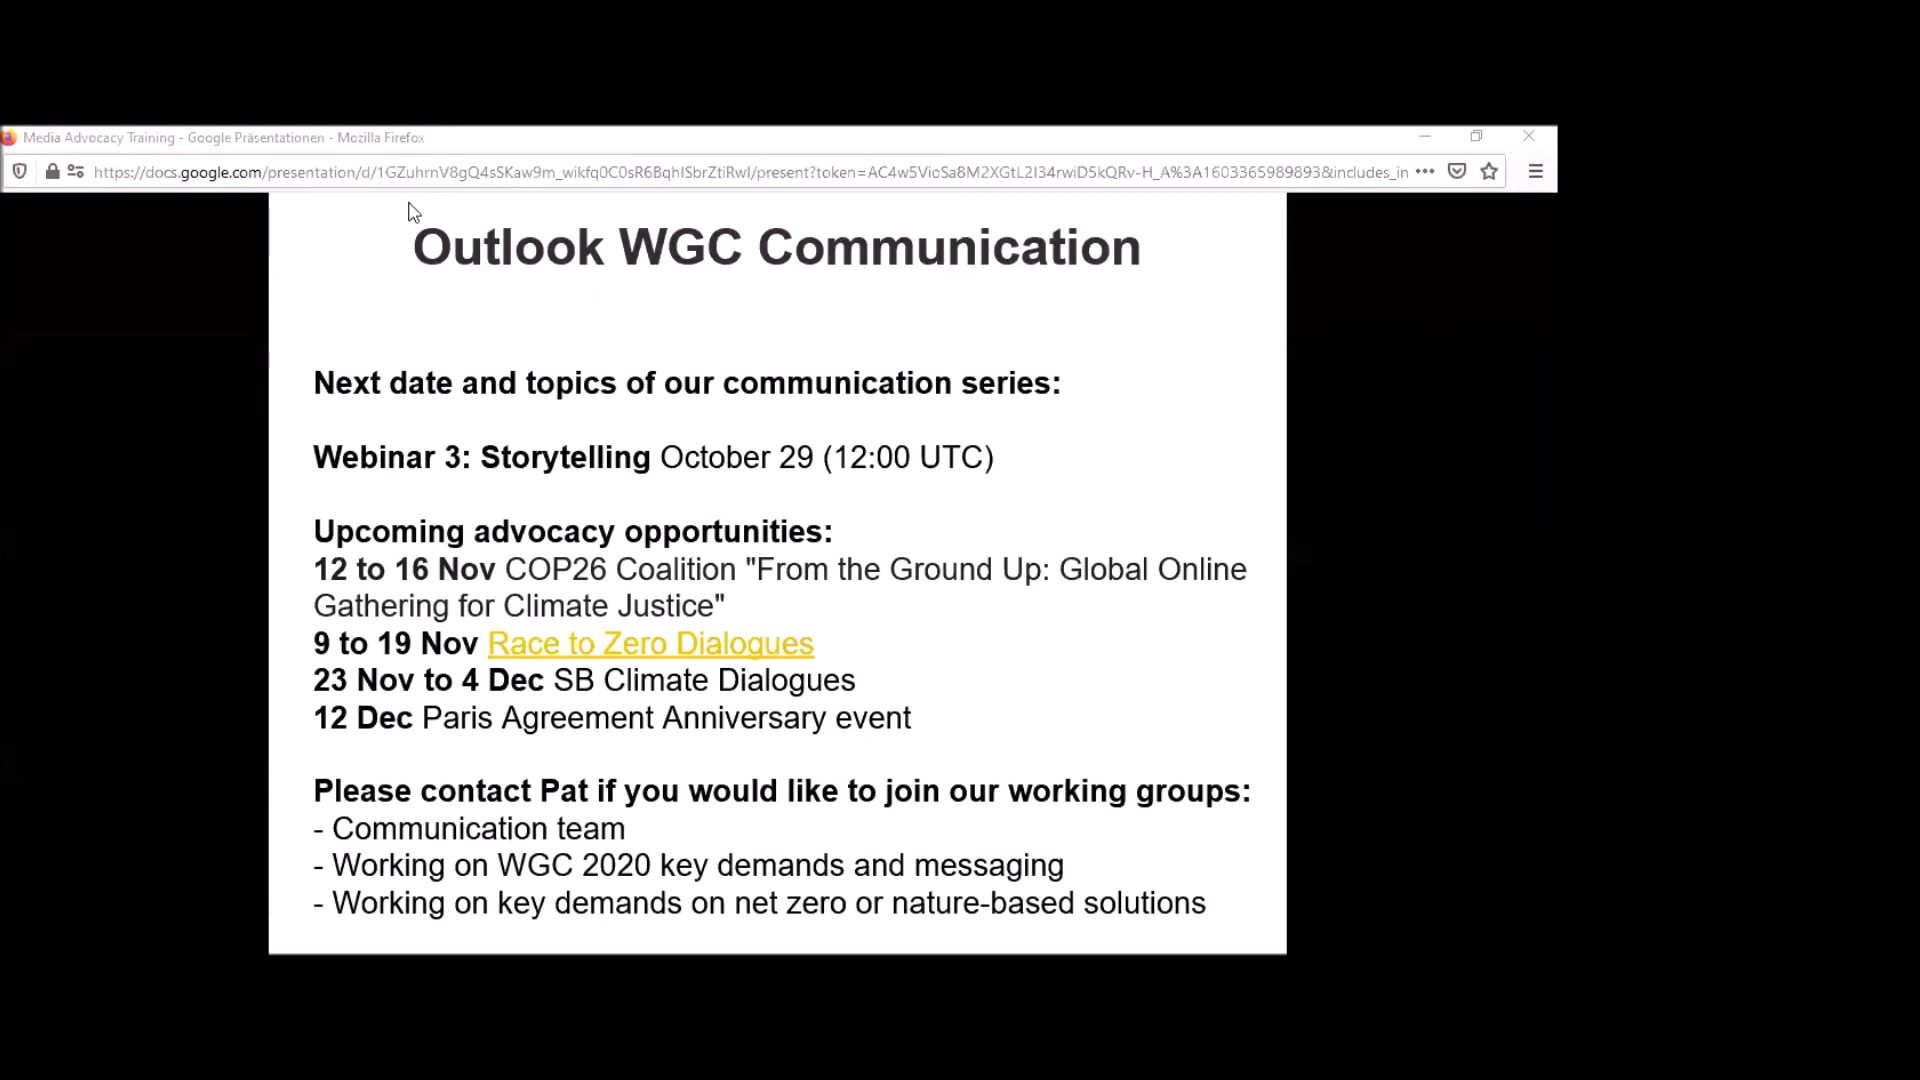 Media Advocacy Training - Google Präsentationen - Mozilla Firefox
https://docs.google.com/presentation/d/1GZuhrnV8gQ4sSKaw9m_wikfq0C0sR6BqhISbrZtiRwI/present?token=AC4w5VioSa8M2XGtL2I34rwiD5kQRv-H_A%3A1603365989893&includes_in
Outlook WGC Communication
Next date and topics of our communication series:
Webinar 3: Storytelling October 29 (12:00 UTC)
Upcoming advocacy opportunities:
12 to 16 Nov COP26 Coalition "From the Ground Up: Global Online
Gathering for Climate Justice"
9 to 19 Nov Race to Zero Dialogues
23 Nov to 4 Dec SB Climate Dialogues
12 Dec Paris Agreement Anniversary event
Please contact Pat if you would like to join our working groups:
- Communication team
- Working on WGC 2020 key demands and messaging
- Working on key demands on net zero or nature-based solutions